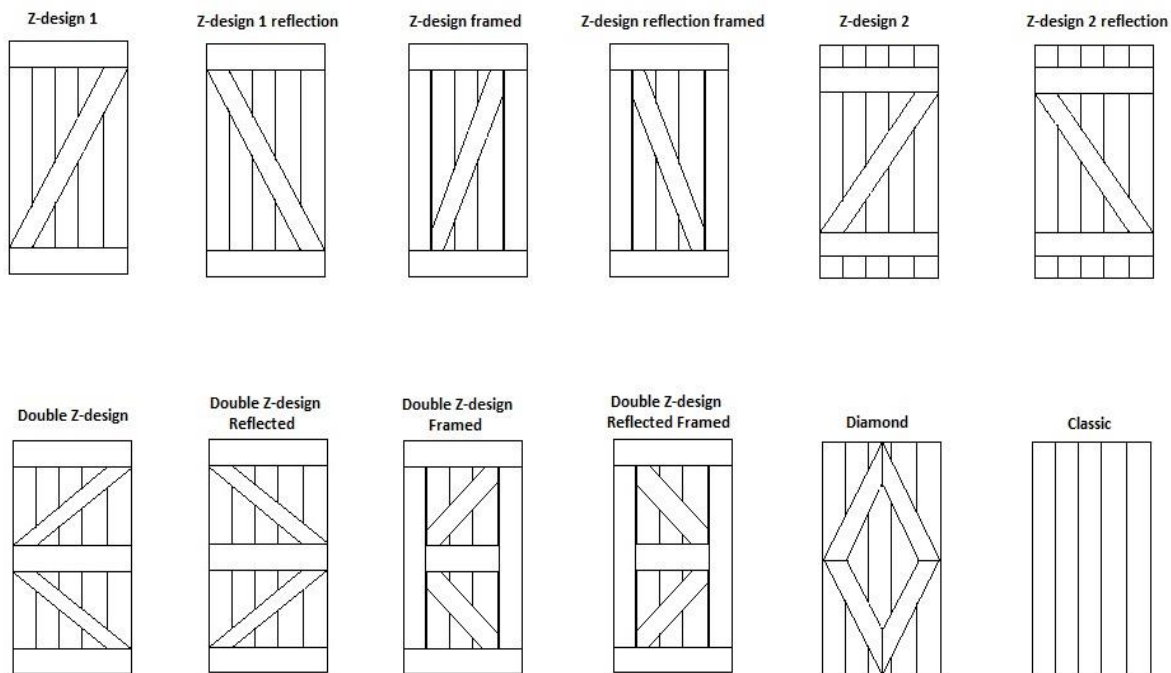 Z-design 1
Z-design 1 reflection
Z-design framed
Z-design reflection framed
Z-design 2
Z-design 2 reflection
Double Z-design
Double Z-design
Reflected
Double Z-design
Framed
Double Z-design
Reflected Framed
Diamond
Classic